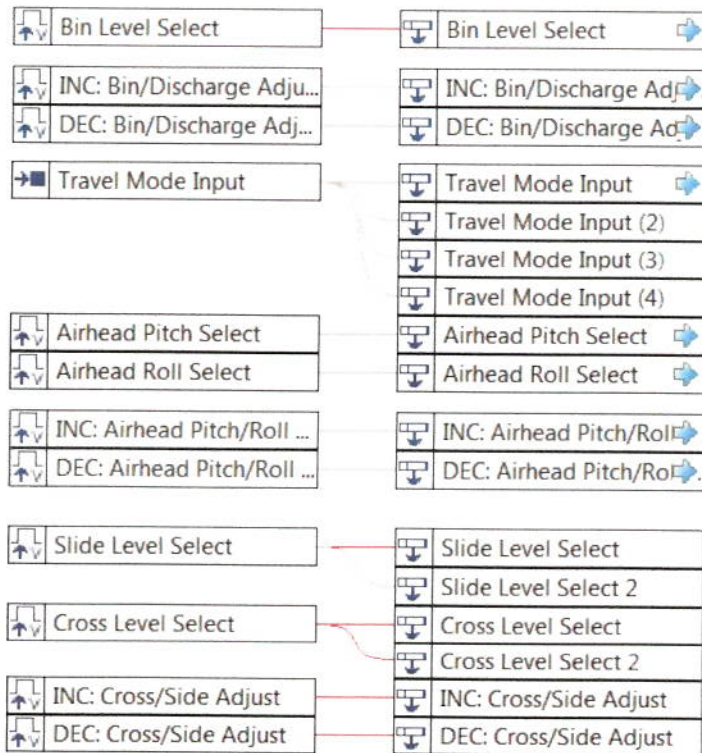 Bin Level Select Bin Level Select
INC: Bin/Discharge Adju... INC: Bin/Discharge Adj
DEC: Bin/Discharge Adj... DEC: Bin/Discharge Ad
Travel Mode Input Travel Mode Input
Travel Mode Input (2)
Travel Mode Input (3)
Travel Mode Input (4)
Airhead Pitch Select Airhead Pitch Select
Airhead Roll Select Airhead Roll Select
INC: Airhead Pitch/Roll ... INC: Airhead Pitch/Roll
DEC: Airhead Pitch/Roll ... DEC: Airhead Pitch/Ro
Slide Level Select Slide Level Select
Slide Level Select 2
Cross Level Select Cross Level Select
Cross Level Select 2
INC: Cross/Side Adjust INC: Cross/Side Adjust
DEC: Cross/Side Adjust DEC: Cross/Side Adjust